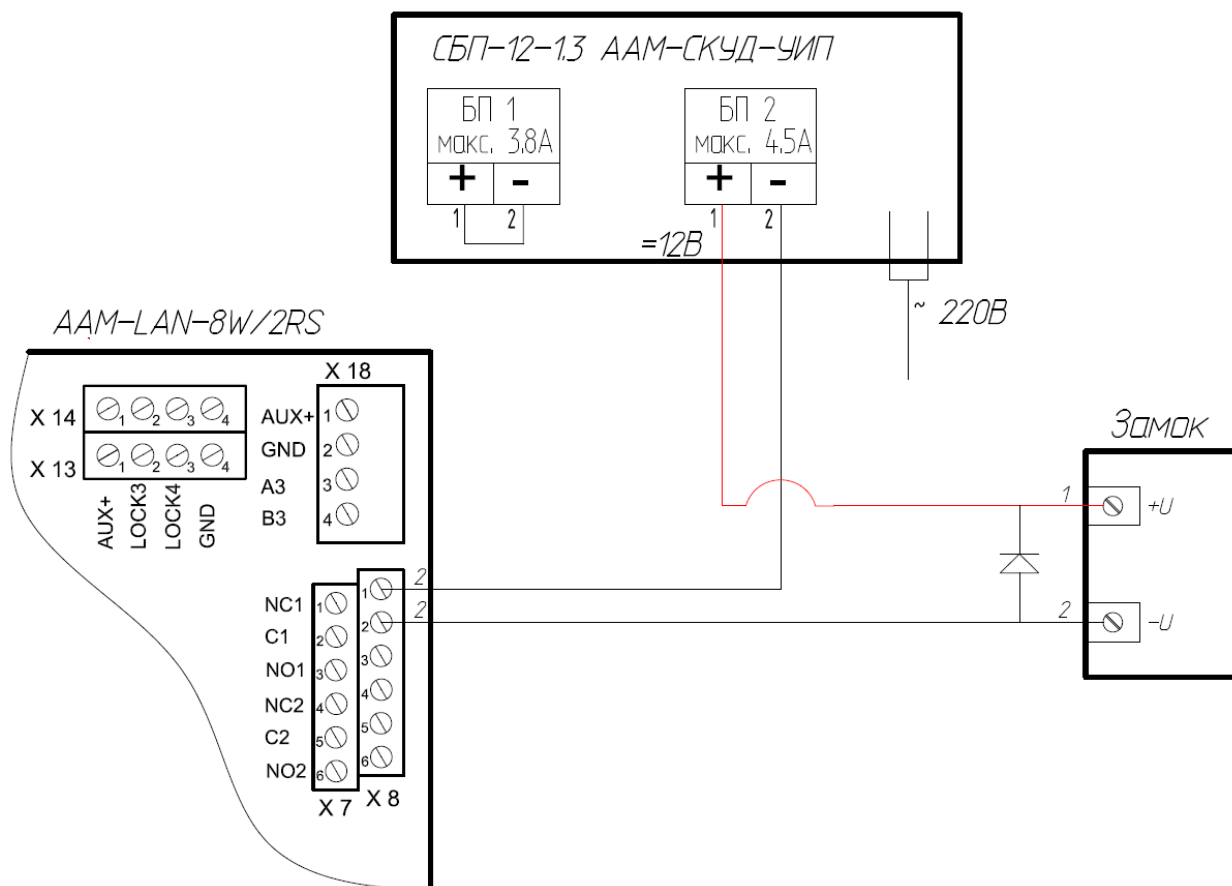 СБП-12-1.3 ААМ-СКУД-УИП
БП 1
макс. 3.8А
+ -
1 2
БП 2
макс. 4.5А
+ -
1 2
=12В
~ 220В
ААМ-LAN-8W/2RS
X 14
1 2 3 4
X 13
1 2 3 4
AUX+
LOCK3
LOCK4
GND
X 18
AUX+ 1
GND 2
A3 3
B3 4
NC1 1
C1 2
NO1 3
NC2 4
C2 5
NO2 6
X 7
1
2
3
4
5
6
X 8
2
2
Замок
1 +U
2 -U